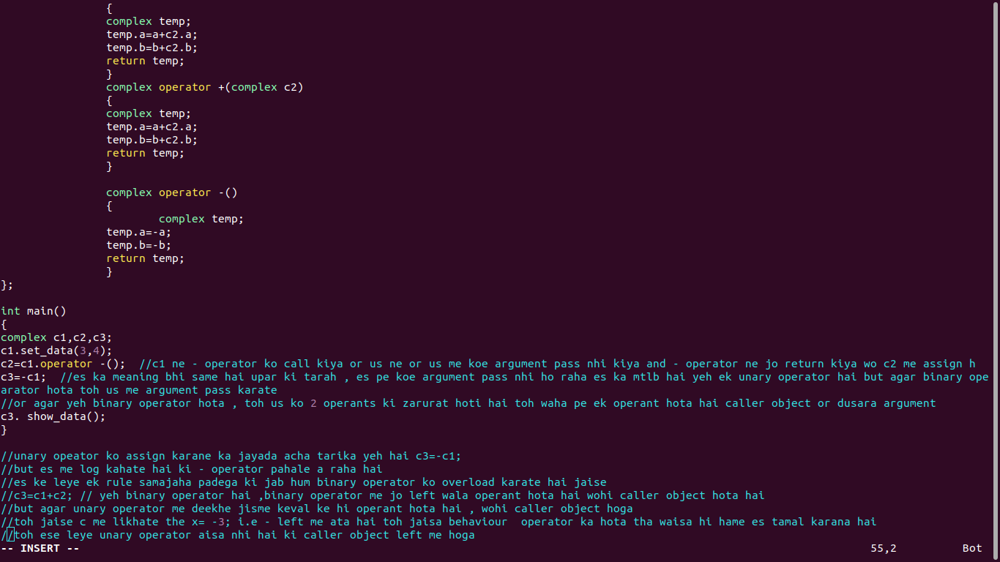 {
complex temp;
temp.a=a+c2.a;
temp.b=b+c2.b;
return temp;
}
complex operator +(complex c2)
{
complex temp;
temp.a=a+c2.a;
temp.b=b+c2.b;
return temp;
}
complex operator -()
{
complex temp;
temp.a=-a;
temp.b=-b;
return temp;
}
};
int main()
{
complex c1,c2,c3;
c1.set_data(3,4);
c2=c1.operator -();  //c1 ne - operator ko call kiya or us ne or us me koe argument pass nhi kiya and - operator ne jo return kiya wo c2 me assign h
c3=-c1;  //es ka meaning bhi same hai upar ki tarah , es pe koe argument pass nhi ho raha es ka mtlb hai yeh ek unary operator hai but agar binary ope
arator hota toh us me argument pass karate
//or agar yeh binary operator hota , toh us ko 2 operants ki zarurat hoti hai toh waha pe ek operant hota hai caller object or dusara argument
c3. show_data();
}
//unary opeator ko assign karane ka jayada acha tarika yeh hai c3=-c1;
//but es me log kahate hai ki - operator pahale a raha hai
//es ke leye ek rule samajaha padega ki jab hum binary operator ko overload karate hai jaise
//c3=c1+c2; // yeh binary operator hai ,binary operator me jo left wala operant hota hai wohi caller object hota hai
//but agar unary operator me deekhe jisme keval ke hi operant hota hai , wohi caller object hoga
//toh jaise c me likhate the x= -3; i.e - left me ata hai toh jaisa behaviour  operator ka hota tha waisa hi hame es tamal karana hai
//toh ese leye unary operator aisa nhi hai ki caller object left me hoga
-- INSERT -- 55,2 Bot